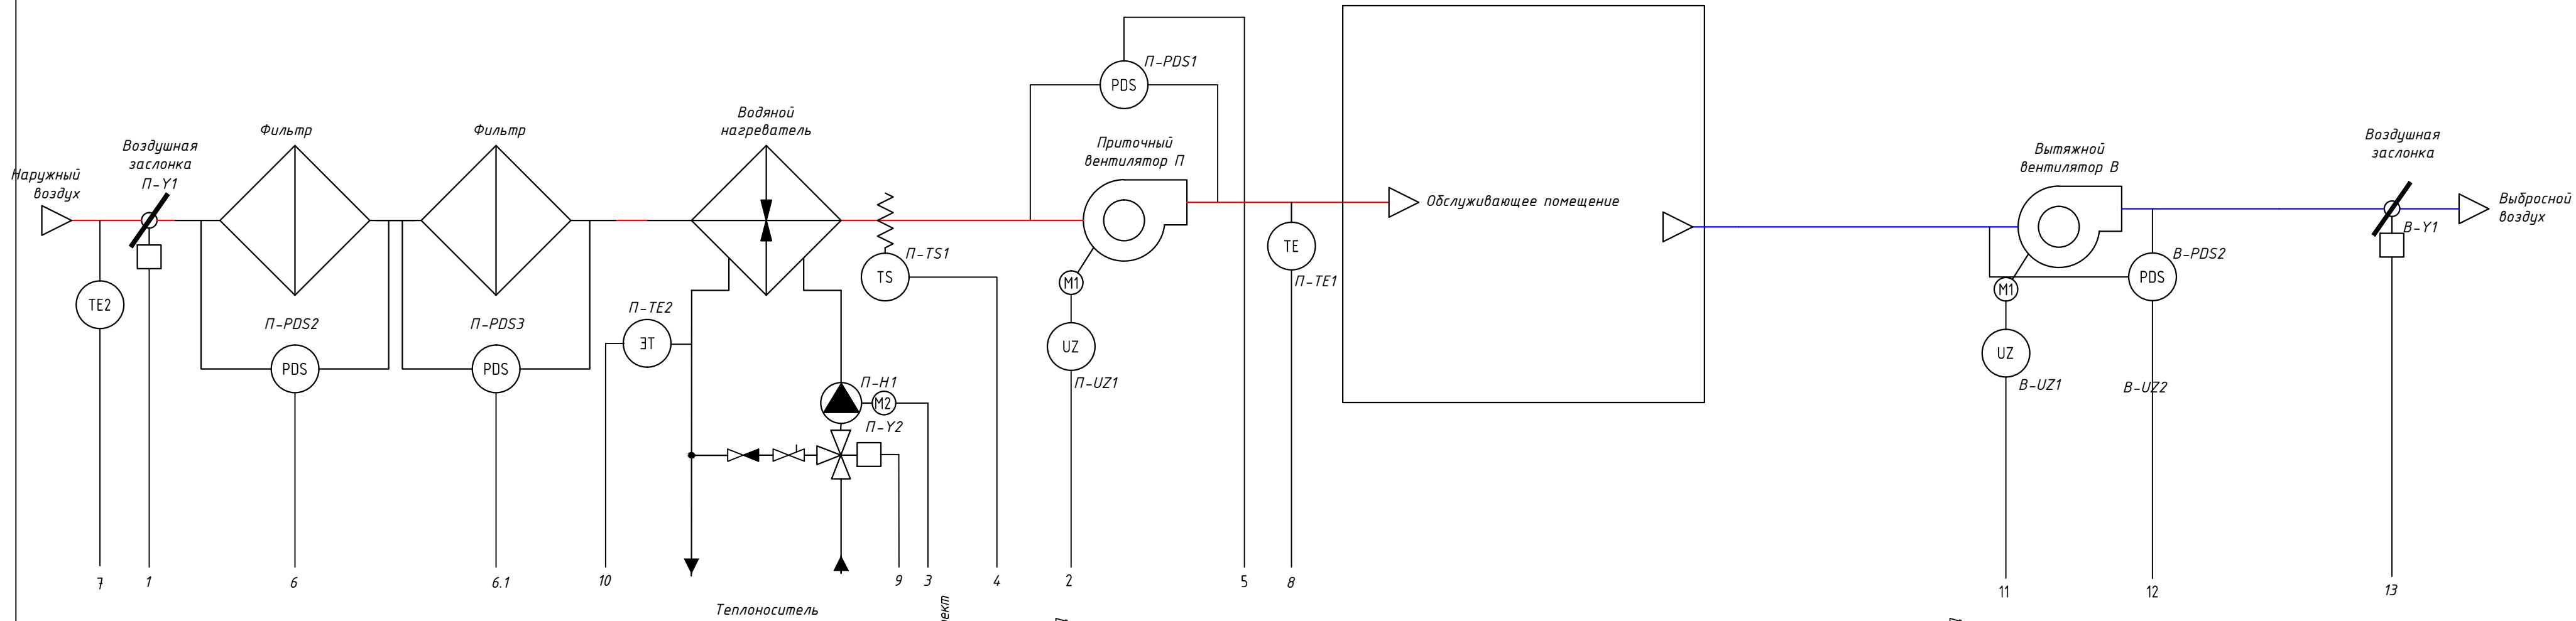 Наружный
воздух
Воздушная
заслонка
П-Y1
Фильтр
Фильтр
Водяной
нагреватель
П-PDS1
PDS
Приточный
вентилятор П
Обслуживающее помещение
Вытяжной
вентилятор В
Воздушная
заслонка
Выбросной
воздух
В-Y1
TE2
П-PDS2
PDS
П-PDS3
PDS
П-TE2
ЭТ
П-TS1
TS
П-H1
M2
П-Y2
M1
UZ
П-UZ1
TE
П-TE1
M1
UZ
В-UZ1
В-PDS2
PDS
В-UZ2
7
1
6
6.1
10
9
3
4
2
5
8
11
12
13
Теплоноситель